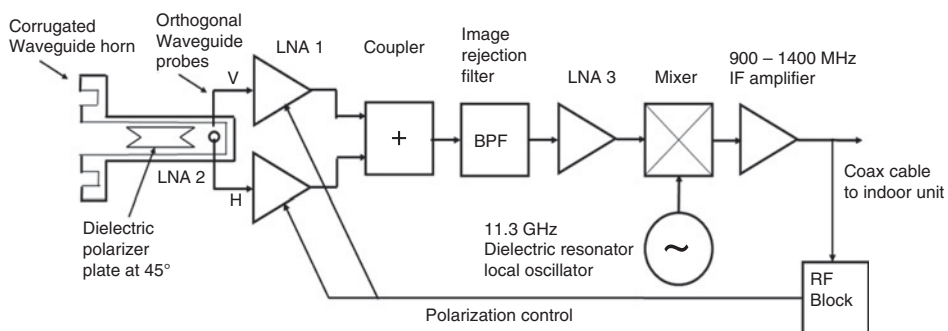 Corrugated
Waveguide horn
Orthogonal
Waveguide
probes
LNA 1
Coupler
Image
rejection
filter
LNA 3
Mixer
900 – 1400 MHz
IF amplifier
V
+
BPF
LNA 2
H
Coax cable
to indoor unit
Dielectric
polarizer
plate at 45°
11.3 GHz
Dielectric resonator
local oscillator
~
RF
Block
Polarization control